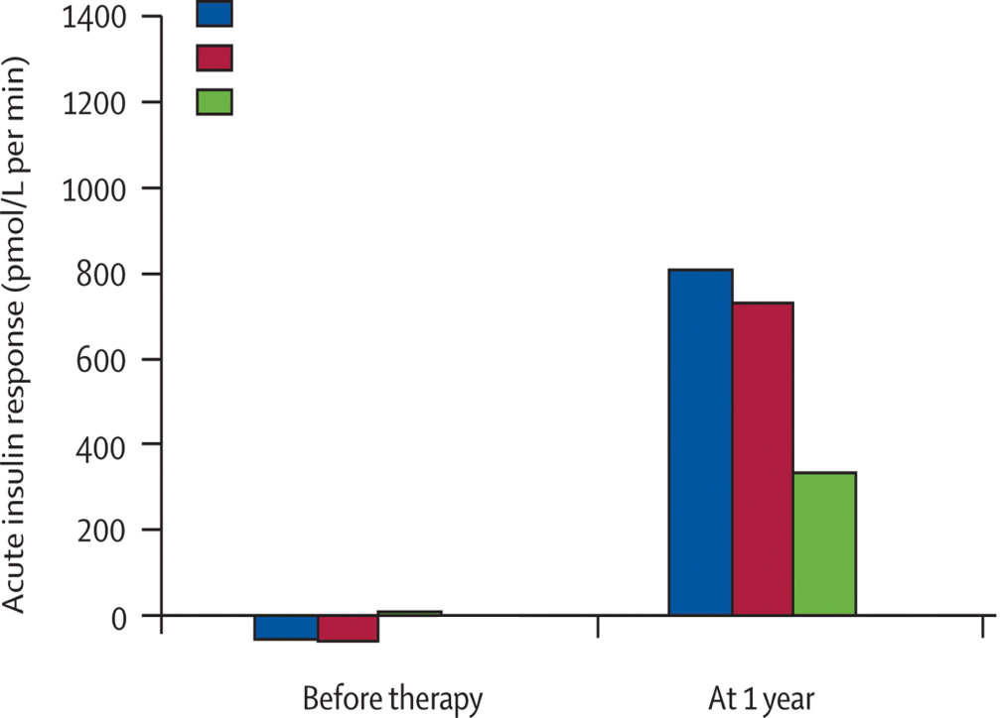 1400
1200
1000
800
600
400
200
0
Acute insulin response (pmol/L per min)
Before therapy
At 1 year